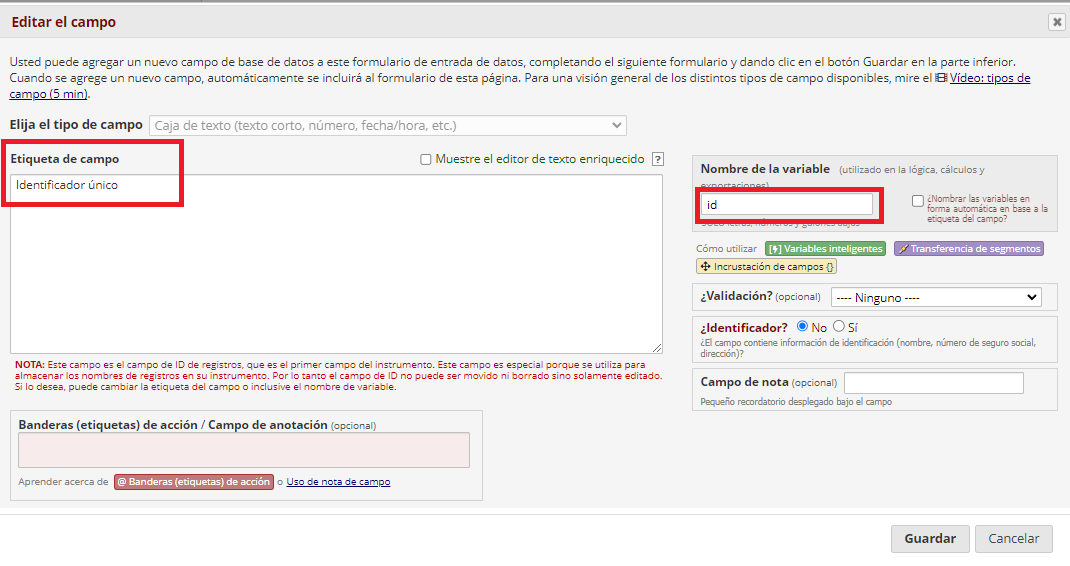 Editar el campo
Usted puede agregar un nuevo campo de base de datos a este formulario de entrada de datos, completando el siguiente formulario y dando clic en el botón Guardar en la parte inferior.
Cuando se agrege un nuevo campo, automáticamente se incluirá al formulario de esta página. Para una visión general de los distintos tipos de campo disponibles, mire el Vídeo: tipos de
campo (5 min).
Elija el tipo de campo Caja de texto (texto corto, número, fecha/hora, etc.)
Etiqueta de campo
Muestre el editor de texto enriquecido ?
Identificador único
NOTA: Este campo es el campo de ID de registros, que es el primer campo del instrumento. Este campo es especial porque se utiliza para
almacenar los nombres de registros en su instrumento. Por lo tanto el campo de ID no puede ser movido ni borrado sino solamente editado.
Si lo desea, puede cambiar la etiqueta del campo o inclusive el nombre de variable.
Banderas (etiquetas) de acción / Campo de anotación (opcional)
Aprender acerca de @ Banderas (etiquetas) de acción o Uso de nota de campo
Nombre de la variable (utilizado en la lógica, cálculos y
exportaciones)
id
¿Nombrar las variables en
forma automática en base a la
etiqueta del campo?
Cómo utilizar [ ] Variables inteligentes Transferencia de segmentos
Incrustación de campos {}
¿Validación? (opcional) ---- Ninguno ----
¿Identificador? No Sí
¿El campo contiene información de identificación (nombre, número de seguro social,
dirección)?
Campo de nota (opcional)
Pequeño recordatorio desplegado bajo el campo
Guardar Cancelar